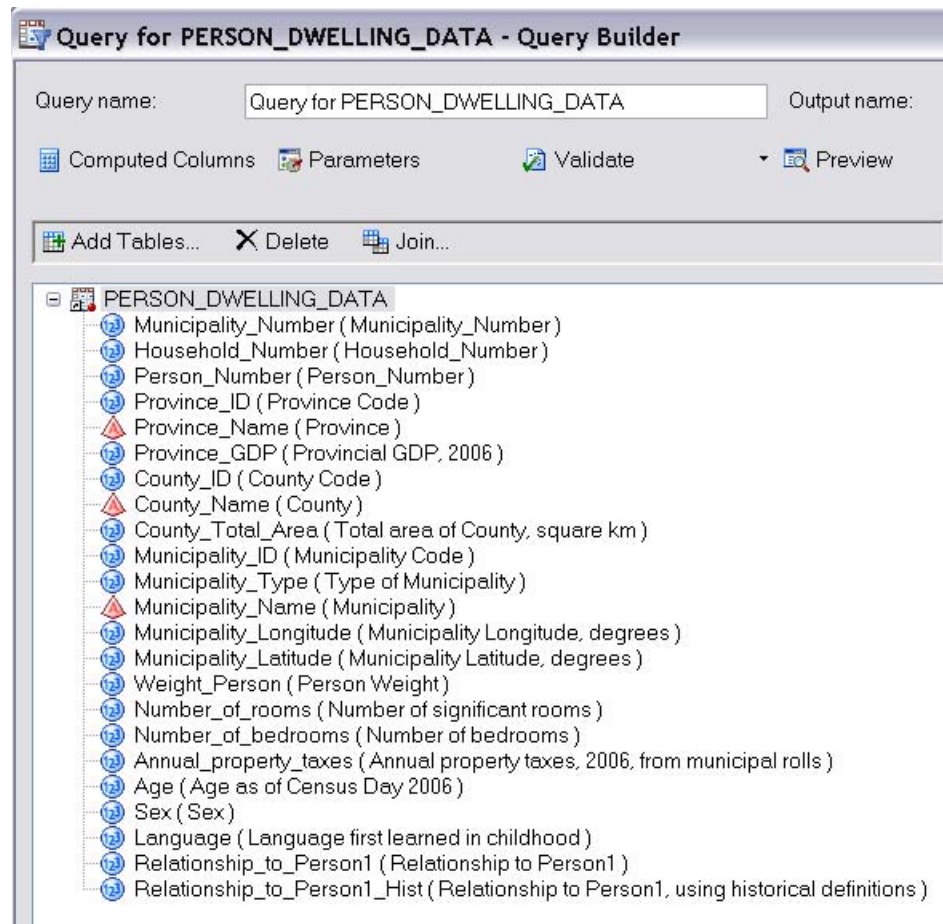 Query for PERSON_DWELLING_DATA - Query Builder
Query name: Query for PERSON_DWELLING_DATA Output name:
Computed Columns Parameters Validate Preview
Add Tables... Delete Join...
PERSON_DWELLING_DATA
Municipality_Number (Municipality_Number)
Household_Number (Household_Number)
Person_Number (Person_Number)
Province_ID (Province Code)
Province_Name (Province)
Province_GDP (Provincial GDP, 2006)
County_ID (County Code)
County_Name (County)
County_Total_Area (Total area of County, square km)
Municipality_ID (Municipality Code)
Municipality_Type (Type of Municipality)
Municipality_Name (Municipality)
Municipality_Longitude (Municipality Longitude, degrees)
Municipality_Latitude (Municipality Latitude, degrees)
Weight_Person (Person Weight)
Number_of_rooms (Number of significant rooms)
Number_of_bedrooms (Number of bedrooms)
Annual_property_taxes (Annual property taxes, 2006, from municipal rolls)
Age (Age as of Census Day 2006)
Sex (Sex)
Language (Language first learned in childhood)
Relationship_to_Person1 (Relationship to Person1)
Relationship_to_Person1_Hist (Relationship to Person1, using historical definitions)